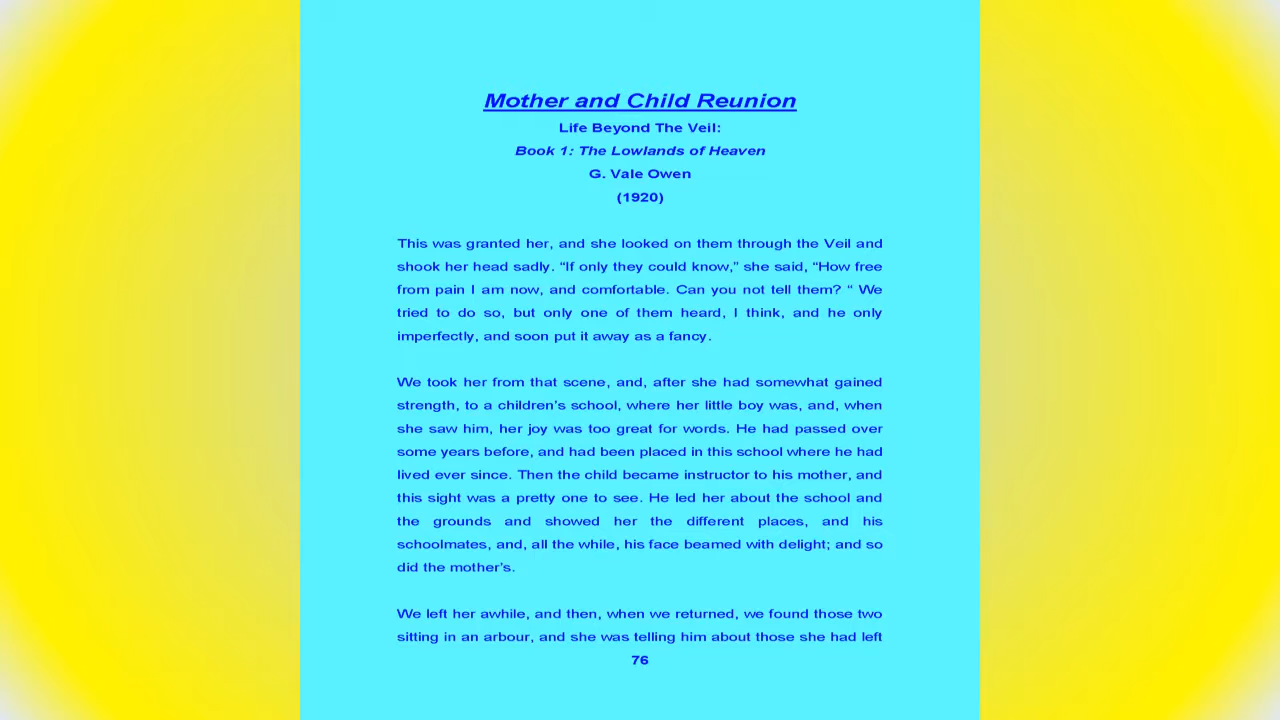 Mother and Child Reunion
Life Beyond The Veil:
Book 1: The Lowlands of Heaven
G. Vale Owen
(1920)
This was granted her, and she looked on them through the Veil and
shook her head sadly. “If only they could know,” she said, “How free
from pain I am now, and comfortable. Can you not tell them? “ We
tried to do so, but only one of them heard, I think, and he only
imperfectly, and soon put it away as a fancy.
We took her from that scene, and, after she had somewhat gained
strength, to a children’s school, where her little boy was, and, when
she saw him, her joy was too great for words. He had passed over
some years before, and had been placed in this school where he had
lived ever since. Then the child became instructor to his mother, and
this sight was a pretty one to see. He led her about the school and
the grounds and showed her the different places, and his
schoolmates, and, all the while, his face beamed with delight; and so
did the mother’s.
We left her awhile, and then, when we returned, we found those two
sitting in an arbour, and she was telling him about those she had left
76